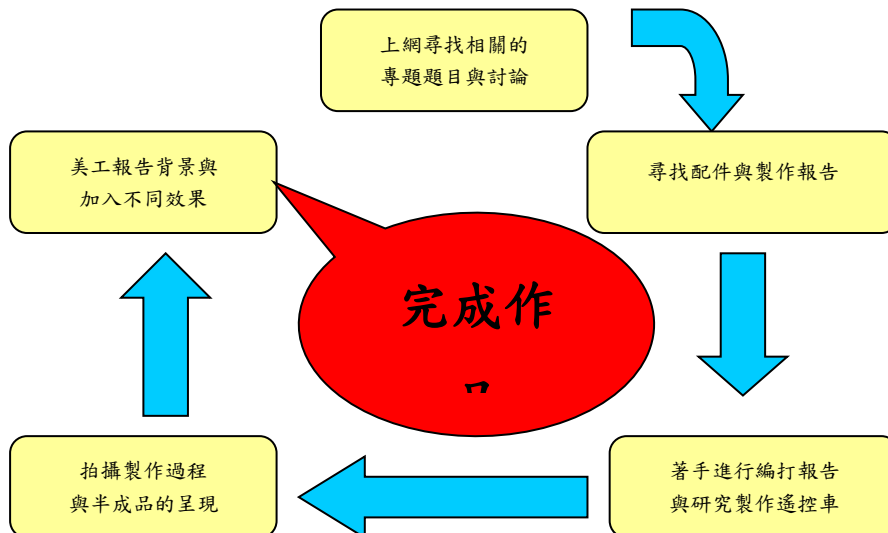 上網尋找相關的
專題題目與討論
尋找配件與製作報告
著手進行編打報告
與研究製作遙控車
拍攝製作過程
與半成品的呈現
美工報告背景與
加入不同效果
完成作